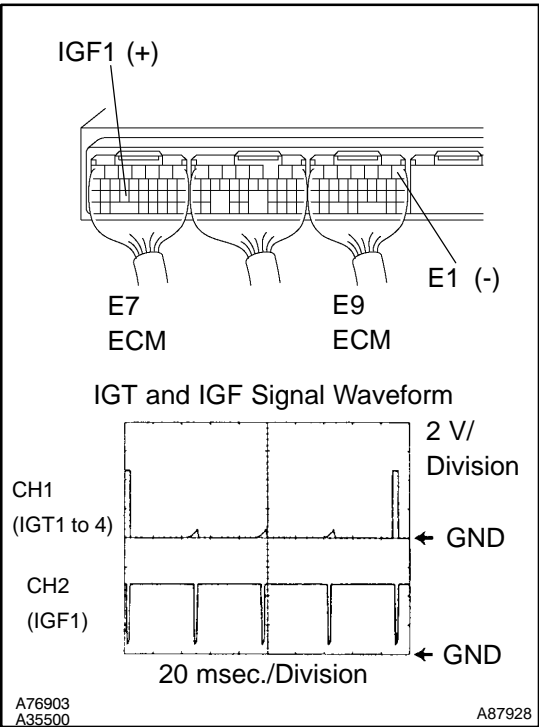 IGF1 (+)
E1 (-)
E7
ECM
E9
ECM
IGT and IGF Signal Waveform
2 V/
Division
CH1
(IGT1 to 4)
GND
CH2
(IGF1)
GND
20 msec./Division
A76903
A35500
A87928